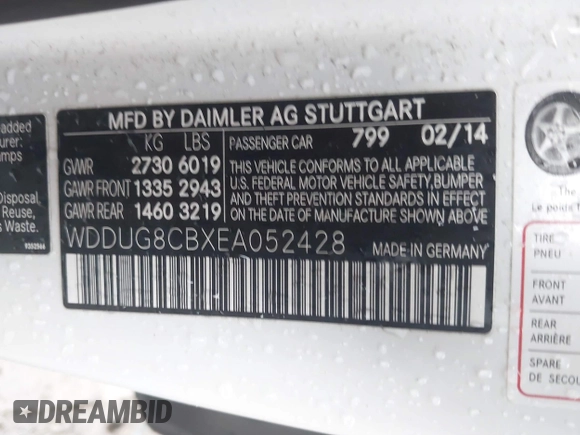 MFD BY DAIMLER AG STUTTGART
KG LBS
PASSENGER CAR 799 02/14
GVWR 2730 6019
GAWR FRONT 1335 2943
GAWR REAR 1460 3219
THIS VEHICLE CONFORMS TO ALL APPLICABLE
U.S. FEDERAL MOTOR VEHICLE SAFETY, BUMPER
AND THEFT PREVENTION STANDARDS IN EFFECT
ON THE DATE OF MANUFACTURE SHOWN ABOVE.
WDDUG8CBXEA052428
MADE IN GERMANY
added
Disposal,
Reuse,
Waste.
Le poids
TIRE
PNEU
FRONT
AVANT
REAR
ARRIÈRE
SPARE
DE SECOU
DREAMBID